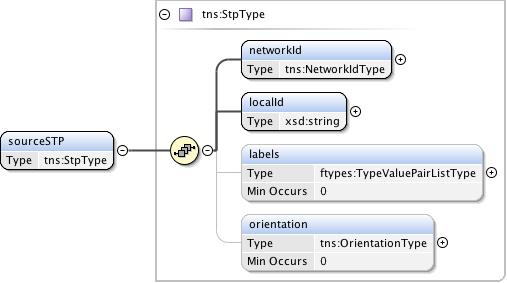 tns:StpType
networkId
Type tns:NetworkIdType
localId
Type xsd:string
sourceSTP
Type tns:StpType
labels
Type ftypes:TypeValuePairListType
Min Occurs 0
orientation
Type tns:OrientationType
Min Occurs 0